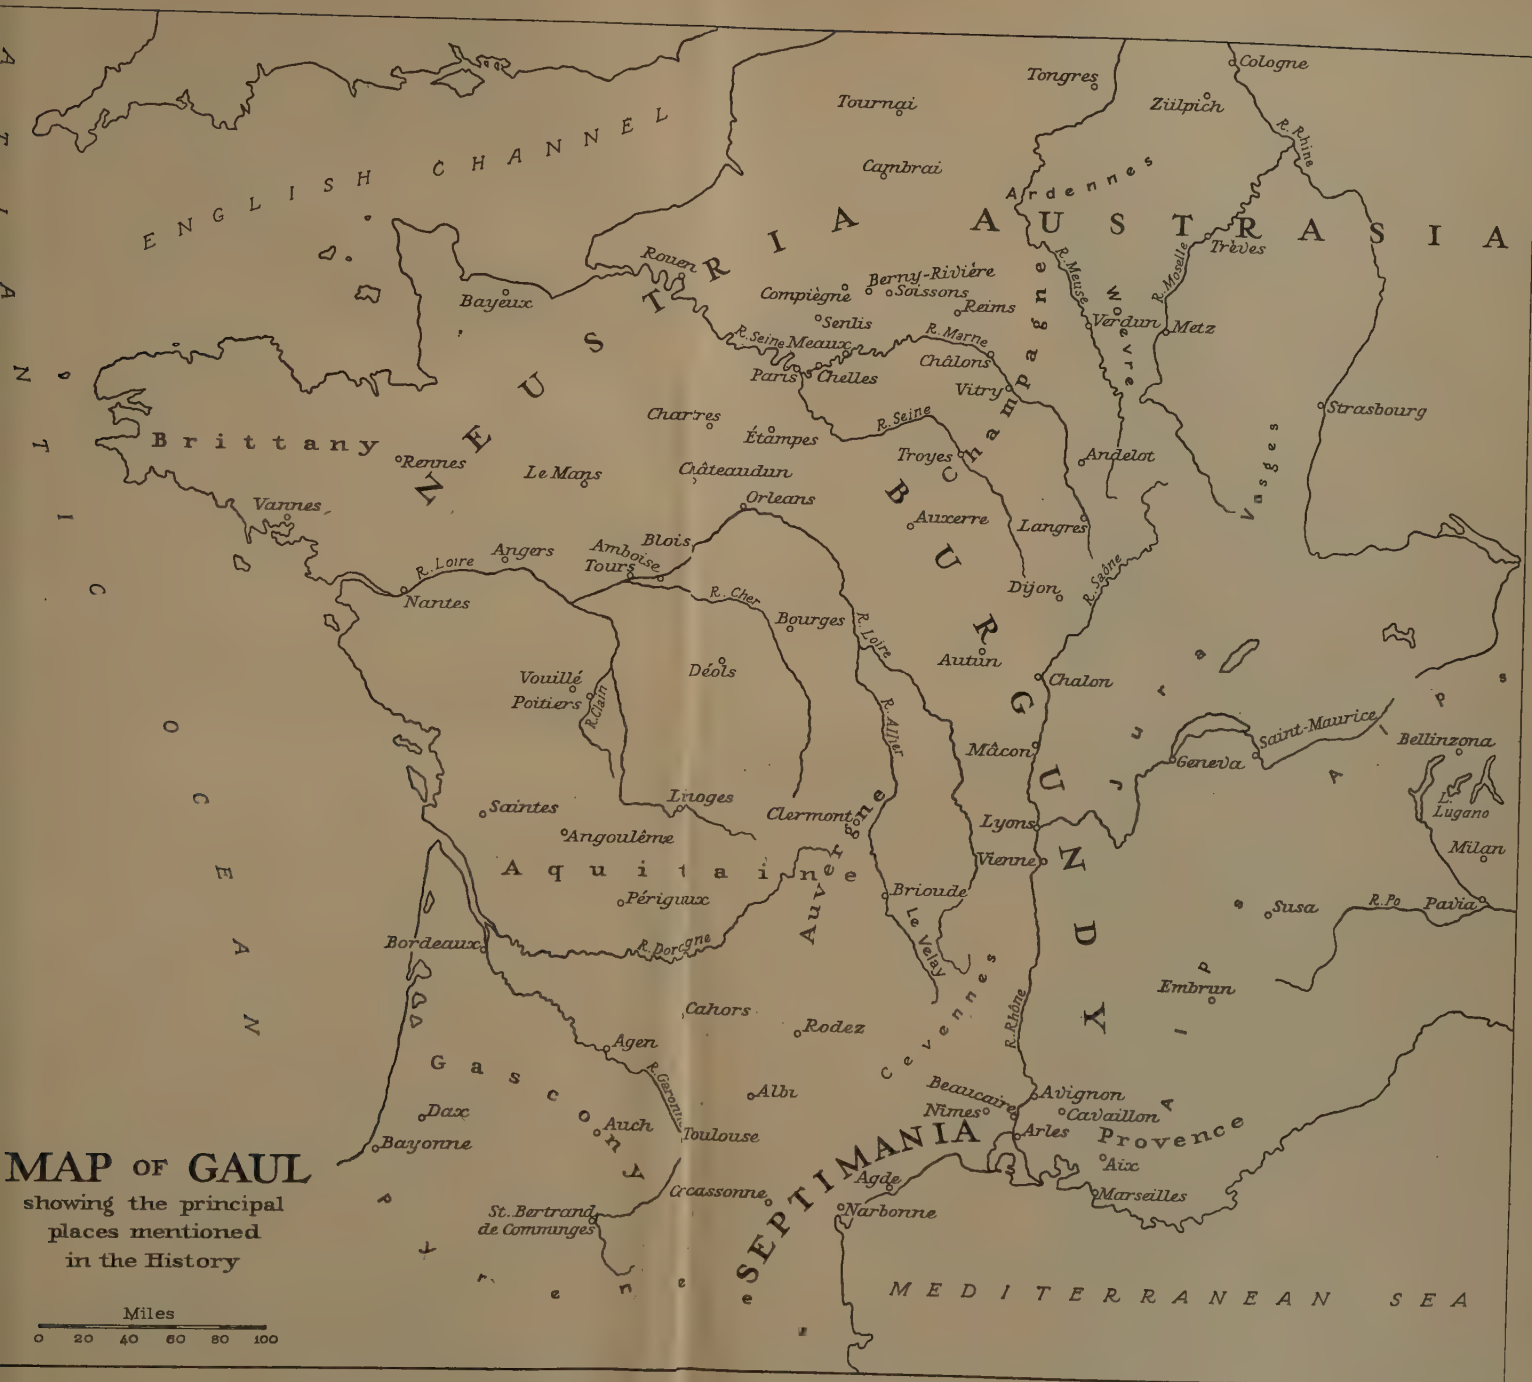 ATLANTIC OCEAN
ENGLISH CHANNEL
Tongres
Cologne
Tournai
Zülpich
R. Rhine
Cambrai
Ardennes
NEUSTRIA
AUSTRASIA
Trèves
Rouen
R. Meuse
R. Moselle
Berny-Rivière
Compiègne
Soissons
Bayeux
Reims
Senlis
Woevre
Verdun
Metz
R. Seine
Meaux
R. Marne
Châlons
Champagne
Paris
Chelles
Vitry
Strasbourg
Chartres
R. Seine
Étampes
Brittany
Rennes
Troyes
Andelot
Vosges
Le Mans
Châteaudun
Orleans
Vannes
Auxerre
Langres
BURGUNDY
Blois
Amboise
Angers
Tours
R. Loire
Nantes
R. Cher
Dijon
R. Saône
Bourges
R. Loire
Autun
Jura
Déols
Vouillé
Poitiers
R. Clain
Chalon
R. Allier
Mâcon
Saint-Maurice
Geneva
Bellinzona
Alps
L.
Lugano
Saintes
Limoges
Clermont
Lyons
Angoulême
Milan
Vienne
Aquitaine
Auvergne
Brioude
Périgueux
R. Po
Pavia
Susa
Le Velay
Bordeaux
R. Dorogne
Embrun
Cahors
Rodez
Cevennes
R. Rhône
Agen
Gascony
R. Garonne
Albi
Beaucaire
Avignon
Nîmes
Cavaillon
Dax
Auch
Toulouse
Arles
Provence
Bayonne
SEPTIMANIA
Aix
MAP OF GAUL
showing the principal
places mentioned
in the History
Agde
Marseilles
Carcassonne
St. Bertrand
de Comminges
Narbonne
Pyrenees
MEDITERRANEAN SEA
Alps
Miles
0 20 40 60 80 100